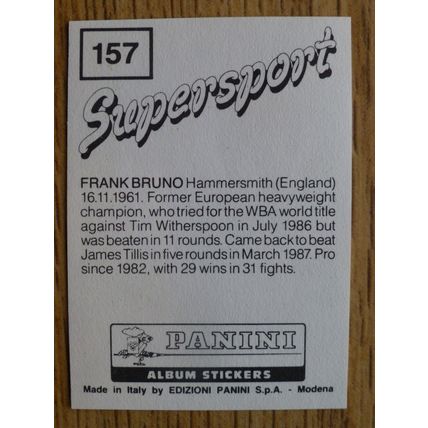 157
Supersport
FRANK BRUNO Hammersmith (England)
16.11.1961. Former European heavyweight
champion, who tried for the WBA world title
against Tim Witherspoon in July 1986 but
was beaten in 11 rounds. Came back to beat
James Tillis in five rounds in March 1987. Pro
since 1982, with 29 wins in 31 fights.
PANINI
ALBUM STICKERS
Made in Italy by EDIZIONI PANINI S.p.A. - Modena